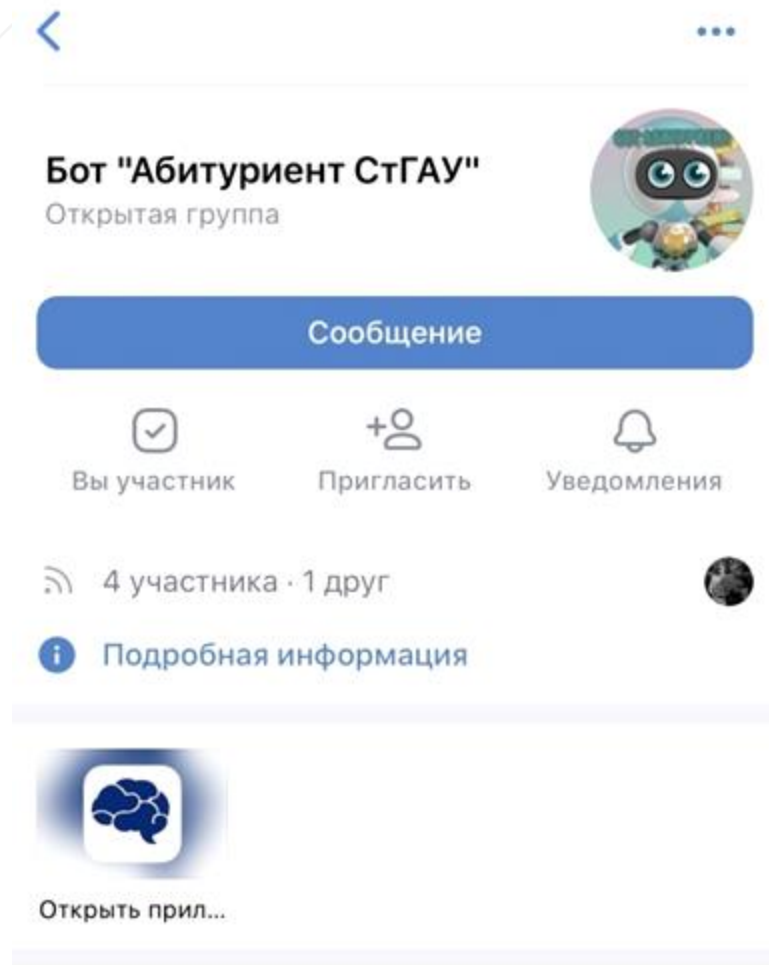 Бот "Абитуриент СтГАУ"
Открытая группа
Сообщение
Вы участник
Пригласить
Уведомления
4 участника · 1 друг
Подробная информация
Открыть прил...